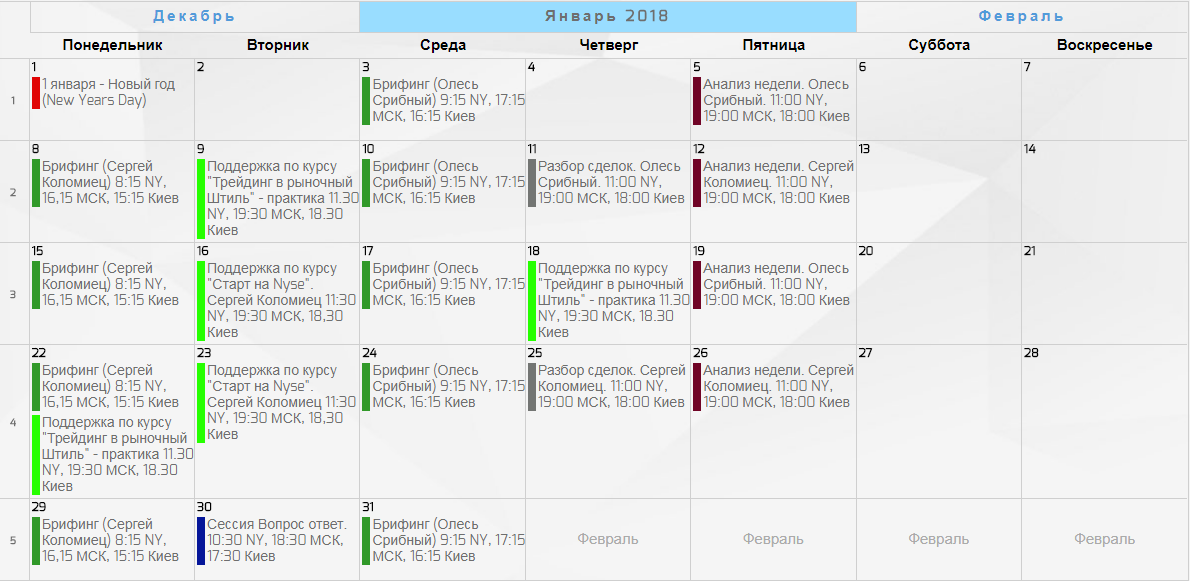 Декабрь
Январь 2018
Февраль
Понедельник
Вторник
Среда
Четверг
Пятница
Суббота
Воскресенье
1
1
1 января - Новый год
(New Years Day)
2
3
Брифинг (Олесь
Срибный) 9:15 NY, 17:15
МСК, 16:15 Киев
4
5
Анализ недели. Олесь
Срибный. 11:00 NY,
19:00 МСК, 18:00 Киев
6
7
2
8
Брифинг (Сергей
Коломиец) 8:15 NY,
16,15 МСК, 15:15 Киев
9
Поддержка по курсу
"Трейдинг в рыночный
Штиль" - практика 11.30
NY, 19:30 МСК, 18.30
Киев
10
Брифинг (Олесь
Срибный) 9:15 NY, 17:15
МСК, 16:15 Киев
11
Разбор сделок. Олесь
Срибный. 11:00 NY,
19:00 МСК, 18:00 Киев
12
Анализ недели. Сергей
Коломиец. 11:00 NY,
19:00 МСК, 18:00 Киев
13
14
3
15
Брифинг (Сергей
Коломиец) 8:15 NY,
16,15 МСК, 15:15 Киев
16
Поддержка по курсу
"Старт на Nyse".
Сергей Коломиец 11:30
NY, 19:30 МСК, 18,30
Киев
17
Брифинг (Олесь
Срибный) 9:15 NY, 17:15
МСК, 16:15 Киев
18
Поддержка по курсу
"Трейдинг в рыночный
Штиль" - практика 11.30
NY, 19:30 МСК, 18.30
Киев
19
Анализ недели. Олесь
Срибный. 11:00 NY,
19:00 МСК, 18:00 Киев
20
21
4
22
Брифинг (Сергей
Коломиец) 8:15 NY,
16,15 МСК, 15:15 Киев
Поддержка по курсу
"Трейдинг в рыночный
Штиль" - практика 11.30
NY, 19:30 МСК, 18.30
Киев
23
Поддержка по курсу
"Старт на Nyse".
Сергей Коломиец 11:30
NY, 19:30 МСК, 18,30
Киев
24
Брифинг (Олесь
Срибный) 9:15 NY, 17:15
МСК, 16:15 Киев
25
Разбор сделок. Сергей
Коломиец. 11:00 NY,
19:00 МСК, 18:00 Киев
26
Анализ недели. Сергей
Коломиец. 11:00 NY,
19:00 МСК, 18:00 Киев
27
28
5
29
Брифинг (Сергей
Коломиец) 8:15 NY,
16,15 МСК, 15:15 Киев
30
Сессия Вопрос ответ.
10:30 NY, 18:30 МСК,
17:30 Киев
31
Брифинг (Олесь
Срибный) 9:15 NY, 17:15
МСК, 16:15 Киев
Февраль
Февраль
Февраль
Февраль